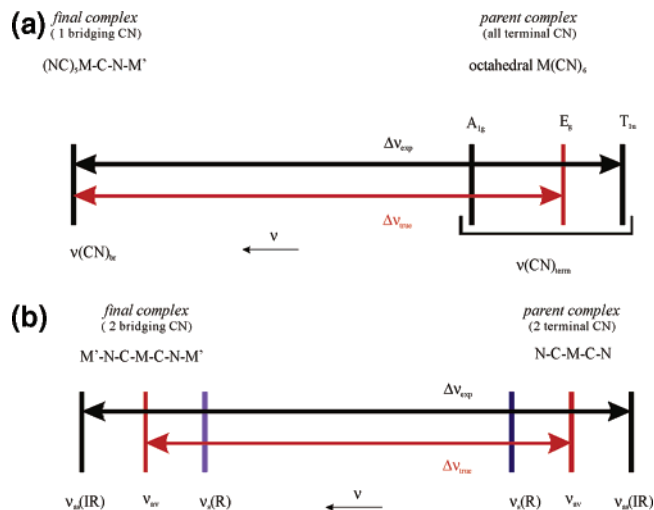 (a)
final complex
( 1 bridging CN)
(NC)₅M-C-N-M'
parent complex
(all terminal CN)
octahedral M(CN)₆
A₁g
Eg
T₁u
Δνexp
Δνtrue
ν(CN)br
ν
ν(CN)term
(b)
final complex
( 2 bridging CN)
M'-N-C-M-C-N-M'
parent complex
(2 terminal CN)
N-C-M-C-N
Δνexp
Δνtrue
νas(IR)
νav
νs(R)
ν
νs(R)
νav
νas(IR)